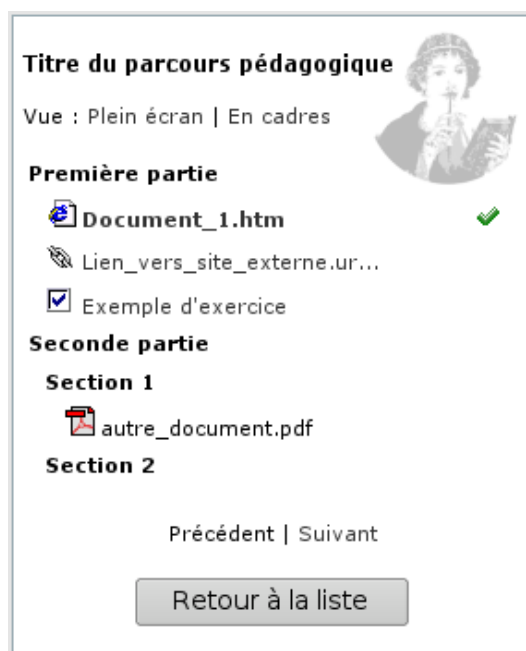 Titre du parcours pédagogique
Vue : Plein écran | En cadres
Première partie
Document_1.htm
Lien_vers_site_externe.ur...
Exemple d'exercice
Seconde partie
Section 1
autre_document.pdf
Section 2
Précédent | Suivant
Retour à la liste